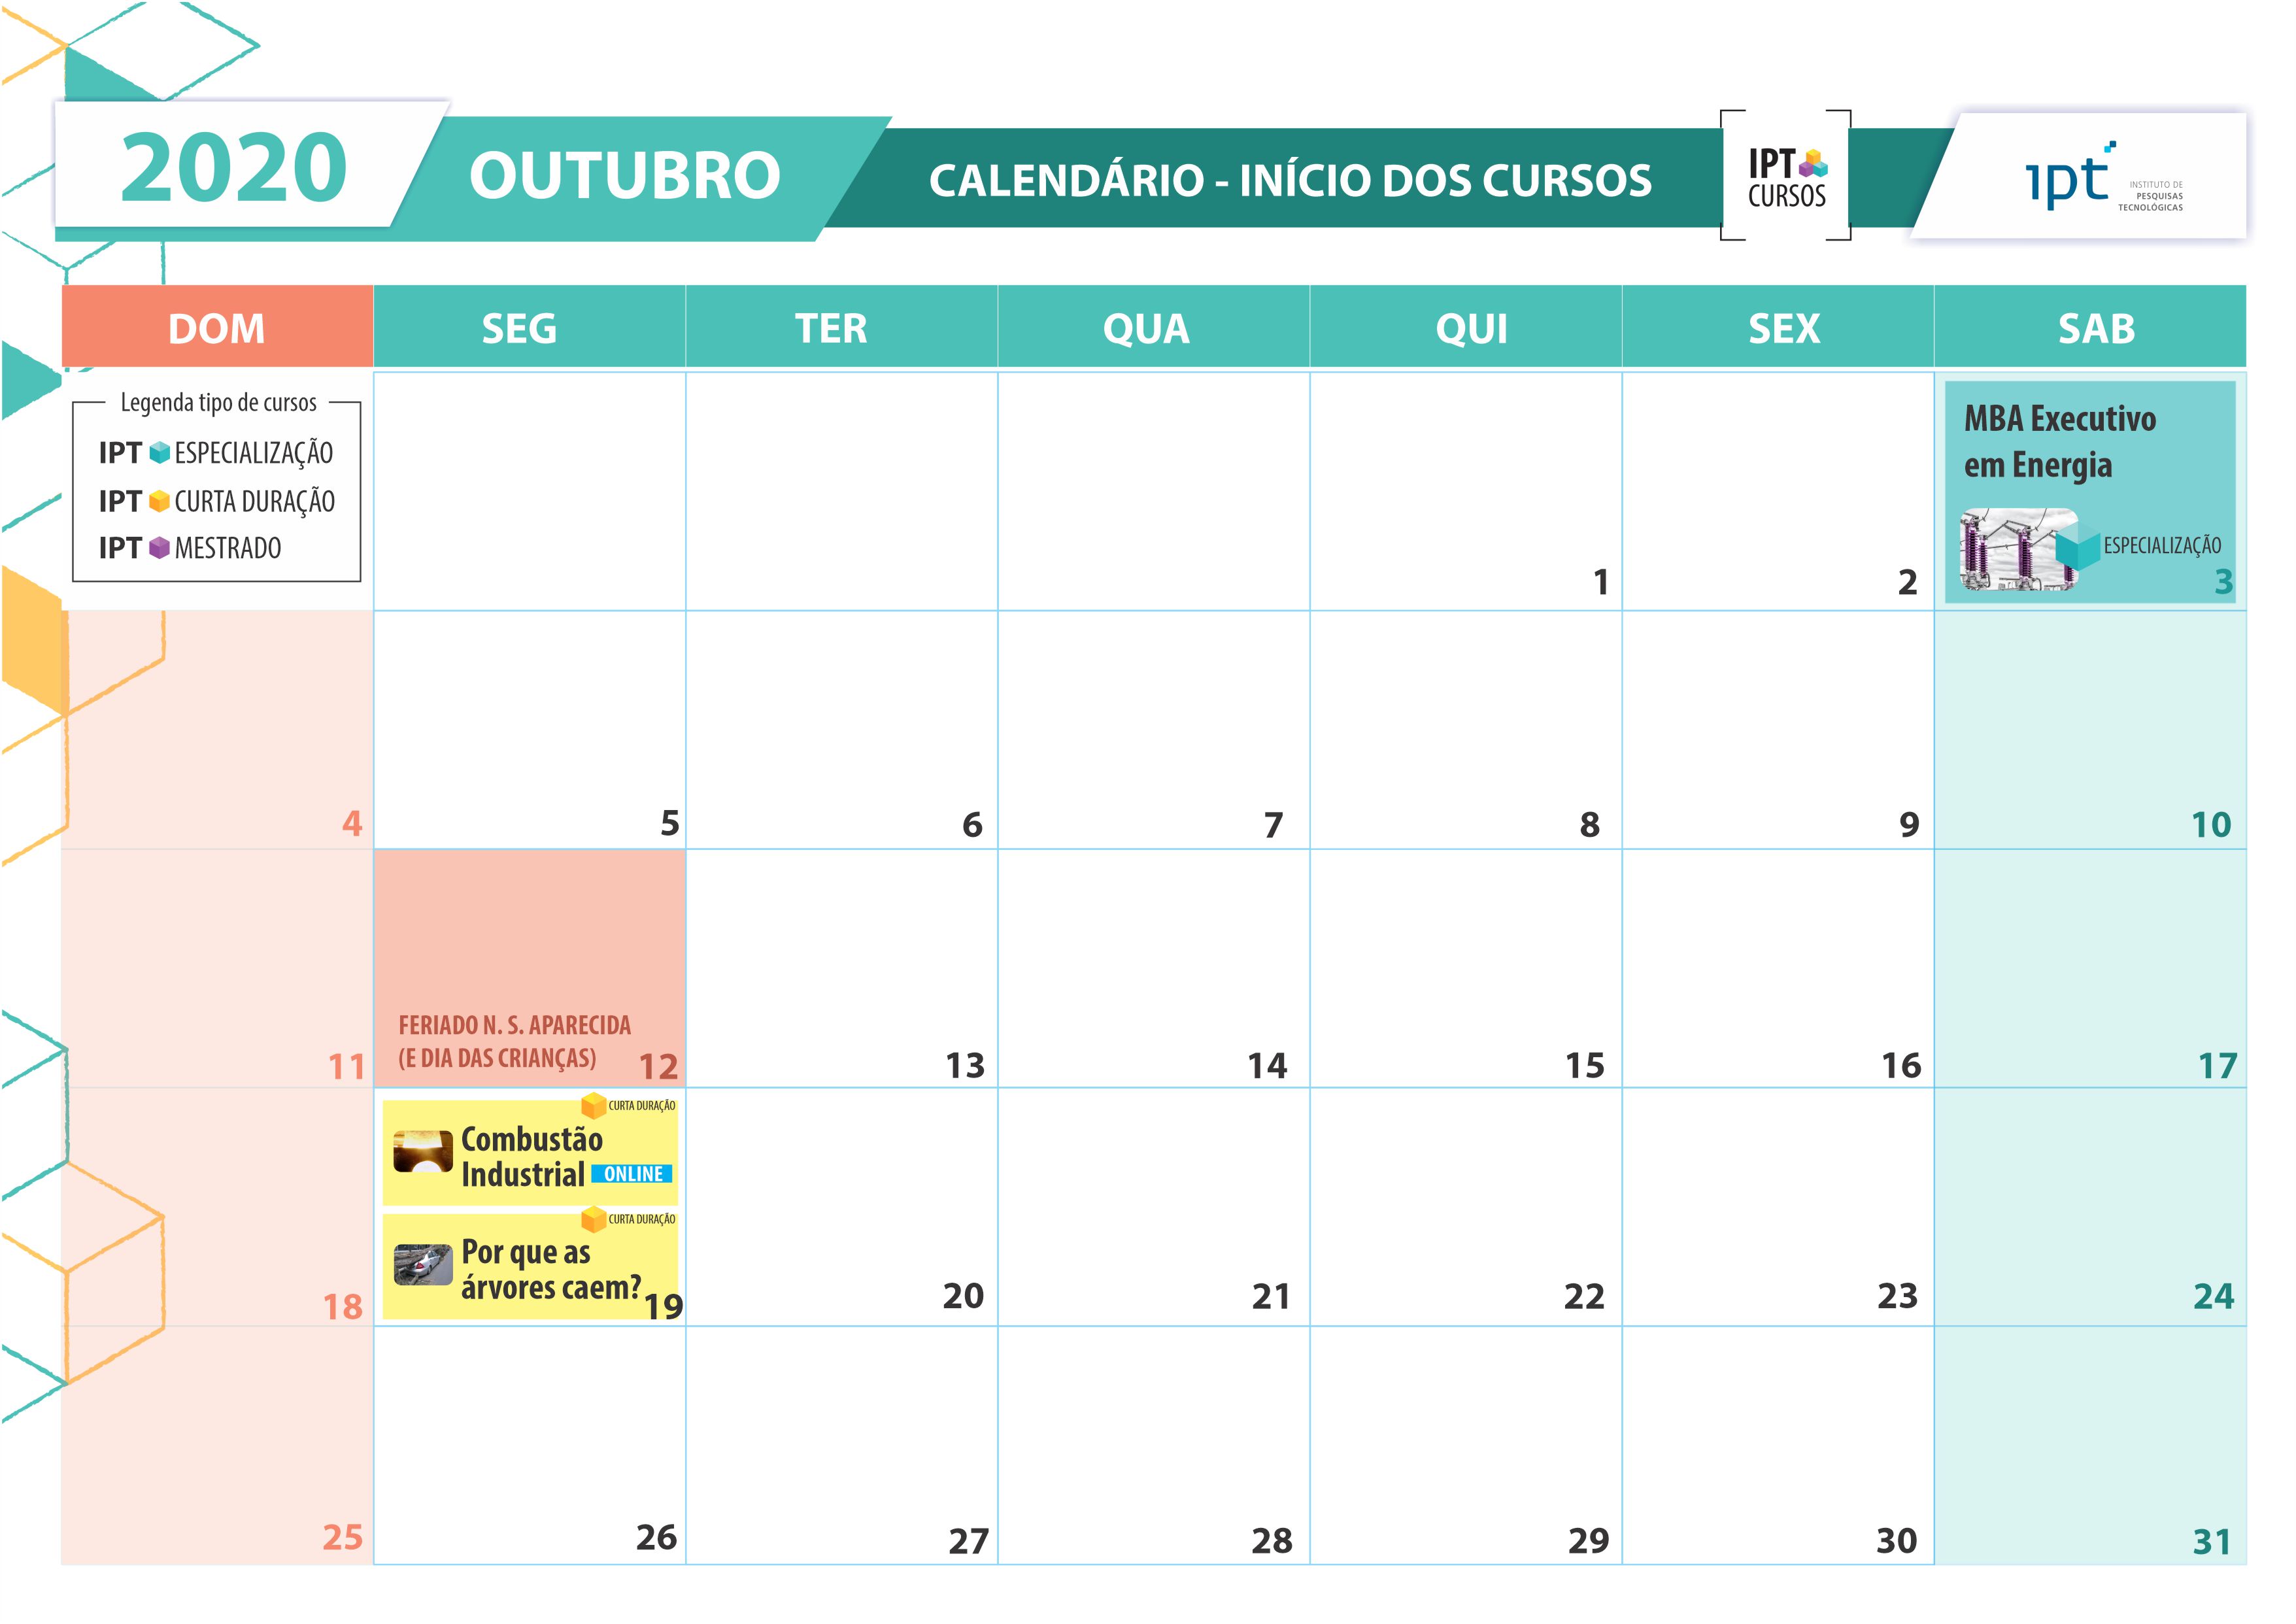 2020
OUTUBRO
CALENDÁRIO - INÍCIO DOS CURSOS
IPT
CURSOS
ipt
INSTITUTO DE
PESQUISAS
TECNOLÓGICAS
DOM SEG TER QUA QUI SEX SAB
Legenda tipo de cursos
IPT ESPECIALIZAÇÃO
IPT CURTA DURAÇÃO
IPT MESTRADO
1
2
MBA Executivo
em Energia
ESPECIALIZAÇÃO
3
4 5 6 7 8 9 10
11
FERIADO N. S. APARECIDA
(E DIA DAS CRIANÇAS) 12
13 14 15 16 17
18
CURTA DURAÇÃO
Combustão
Industrial ONLINE
CURTA DURAÇÃO
Por que as
árvores caem?
19
20 21 22 23 24
25 26 27 28 29 30 31